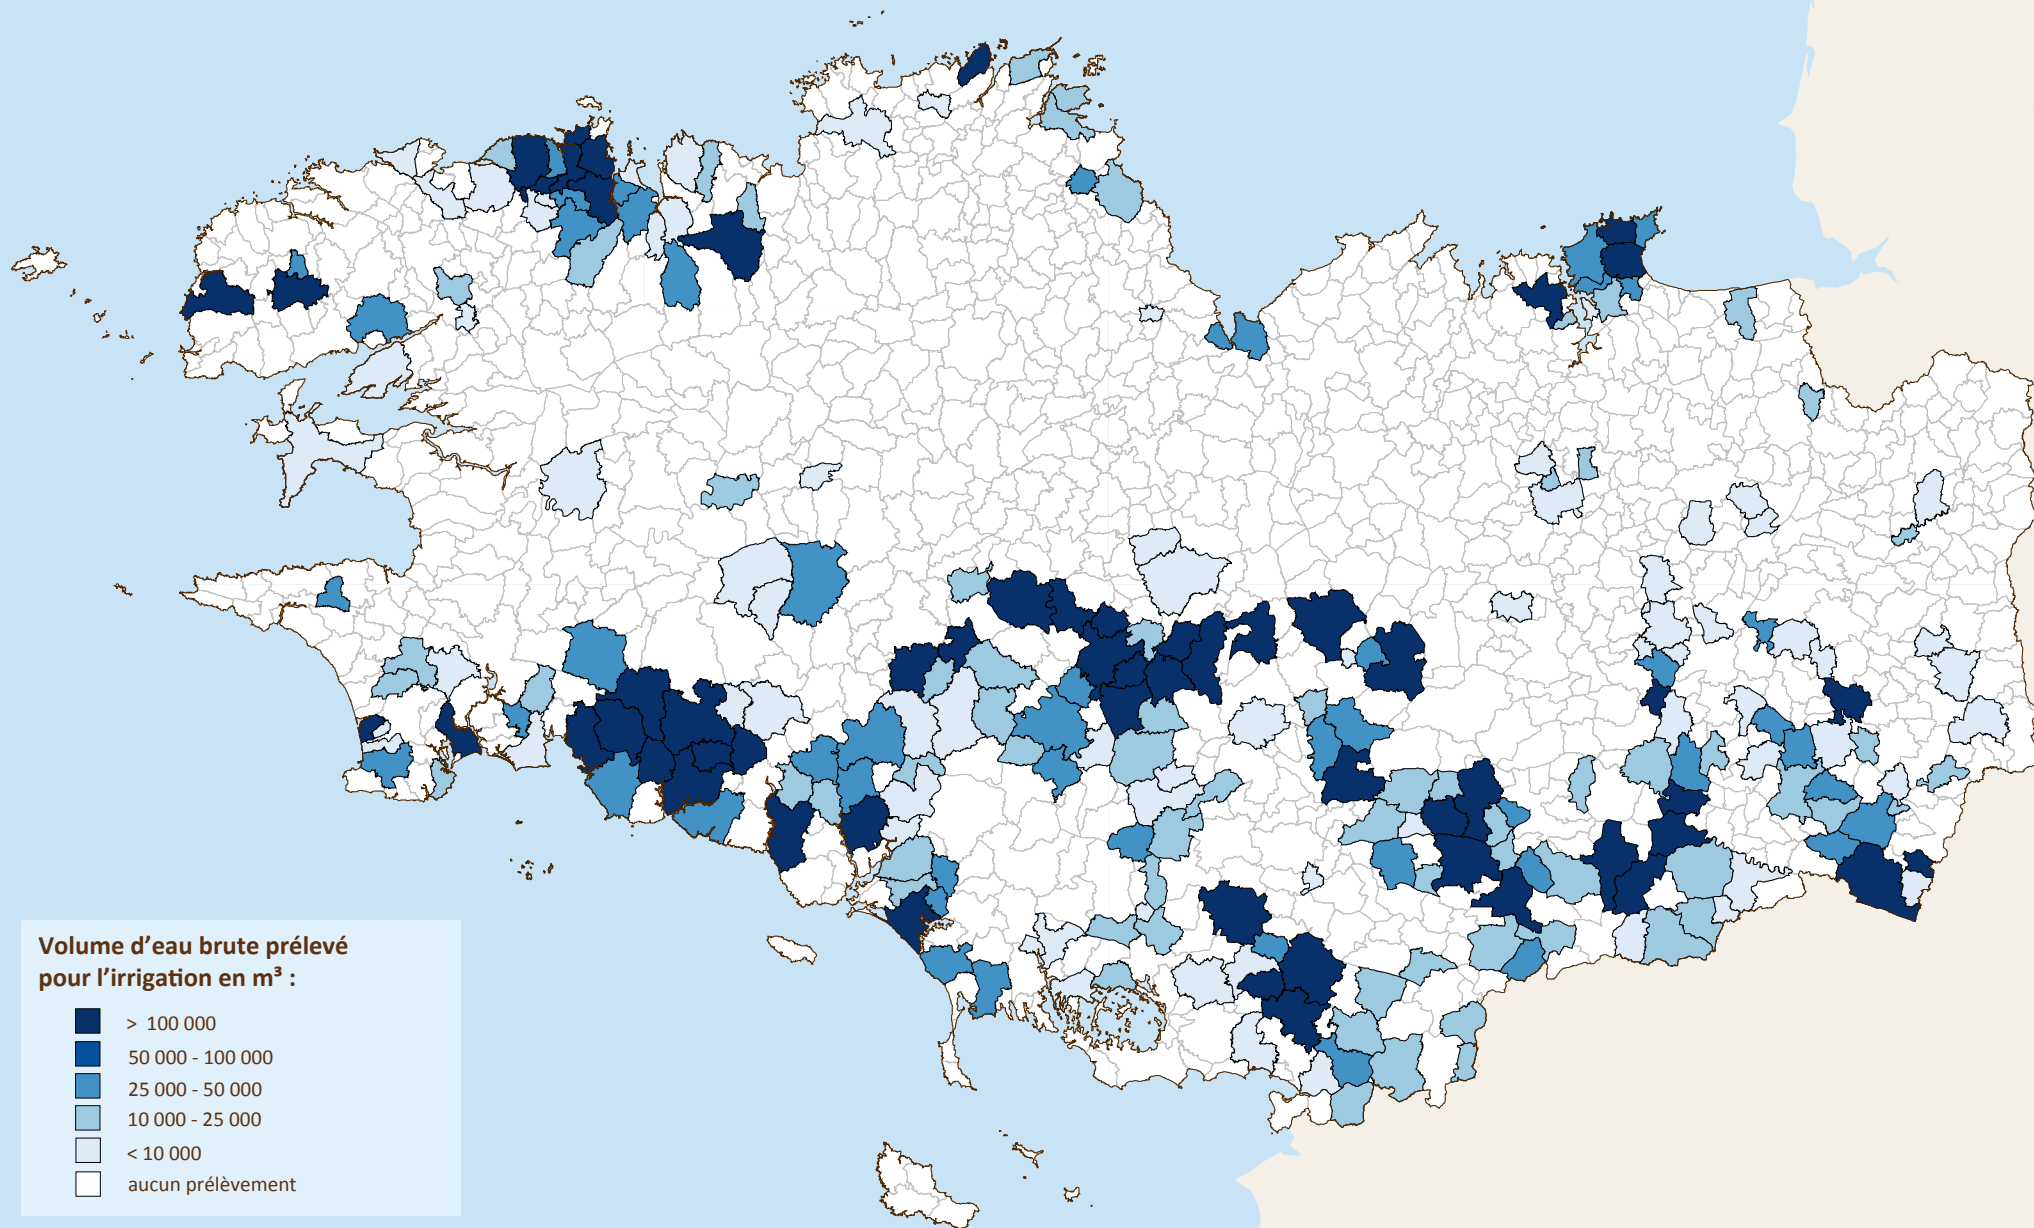 Volume d’eau brute prélevé
pour l’irrigation en m³ :
> 100 000
50 000 - 100 000
25 000 - 50 000
10 000 - 25 000
< 10 000
aucun prélèvement